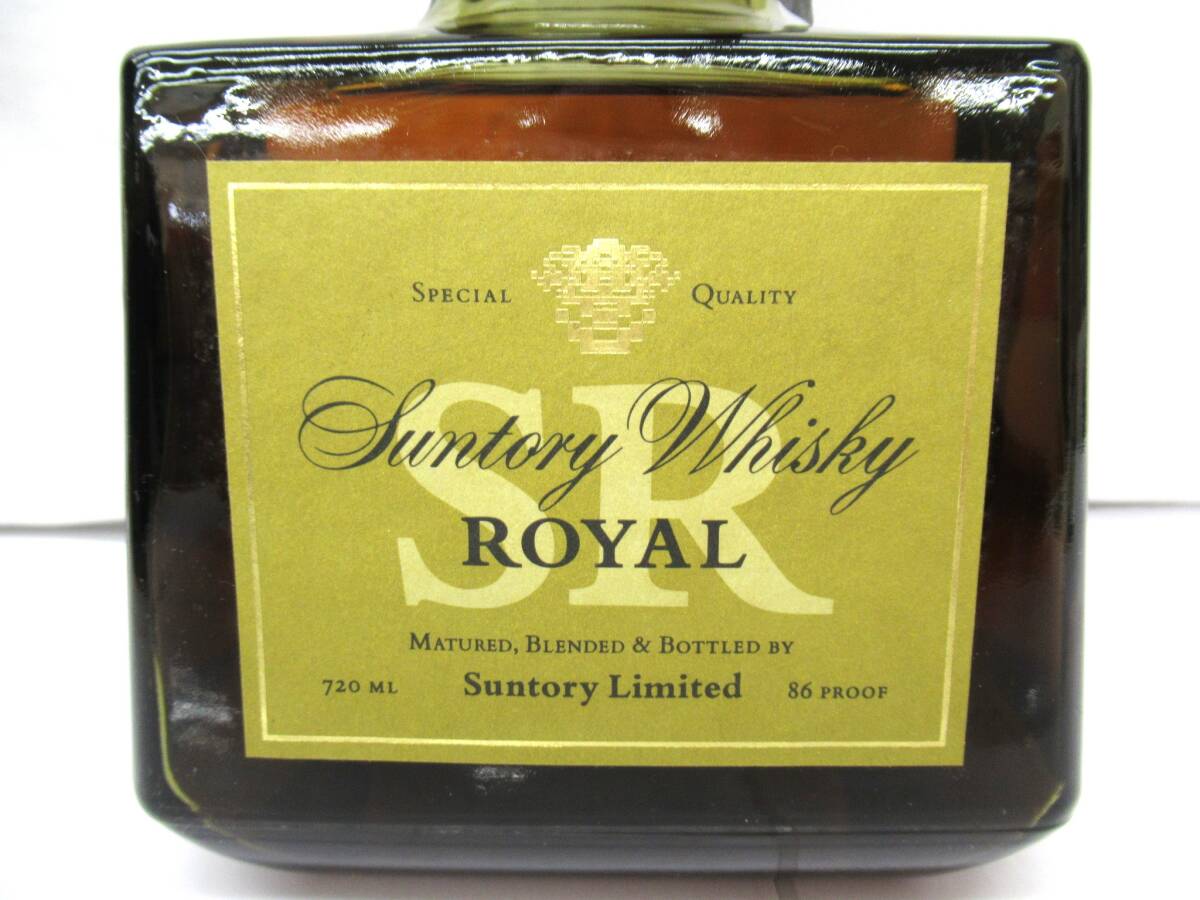 SPECIAL QUALITY
SR
Suntory Whisky
ROYAL
MATURED, BLENDED & BOTTLED BY
720 ML Suntory Limited 86 PROOF